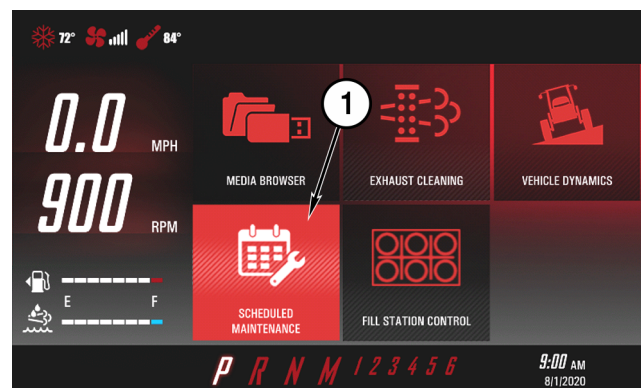 72°
84°
0.0 MPH
900 RPM
E F
1
MEDIA BROWSER
EXHAUST CLEANING
VEHICLE DYNAMICS
SCHEDULED
MAINTENANCE
FILL STATION CONTROL
P R N M 1 2 3 4 5 6
9:00 AM
8/1/2020